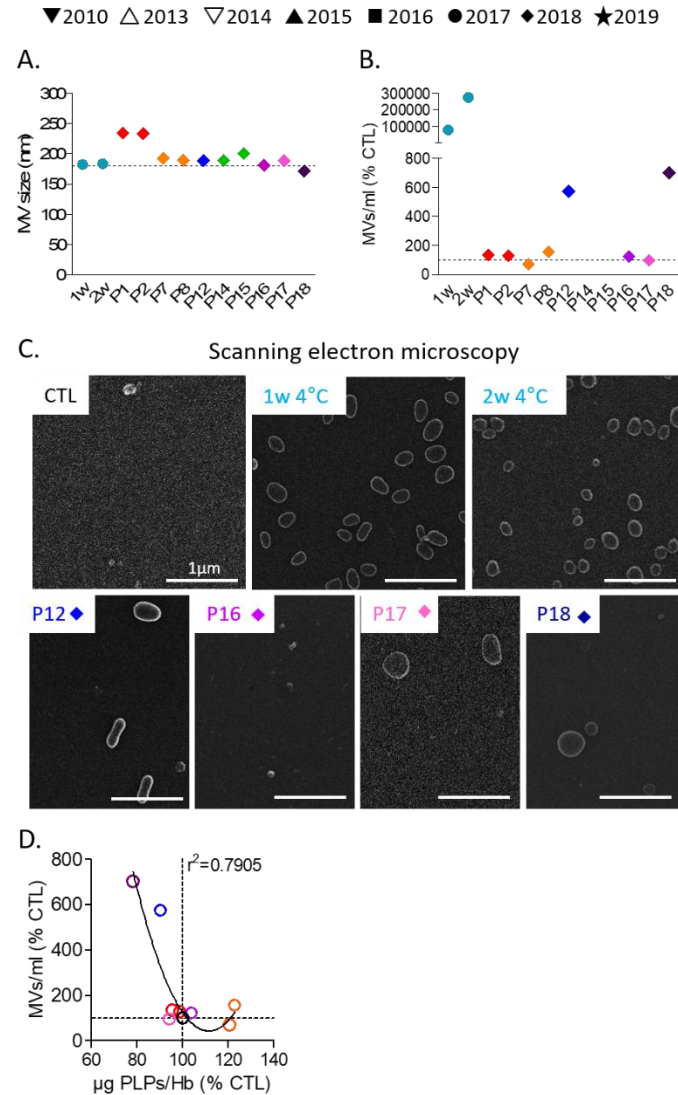 ▼2010 △2013 ▽2014 ▲2015 ■2016 ●2017 ◆2018 ★2019
A.
MV size (nm)
300
250
200
150
100
50
0
1w 2w P1 P2 P7 P8 P12 P14 P15 P16 P17 P18
B.
MVs/ml (% CTL)
300000
200000
100000
800
600
400
200
0
1w 2w P1 P2 P7 P8 P12 P14 P15 P16 P17 P18
C.
Scanning electron microscopy
CTL
1µm
1w 4°C
2w 4°C
P12◆
P16◆
P17◆
P18◆
D.
MVs/ml (% CTL)
800
600
400
200
0
r²=0.7905
60 80 100 120 140
µg PLPs/Hb (% CTL)